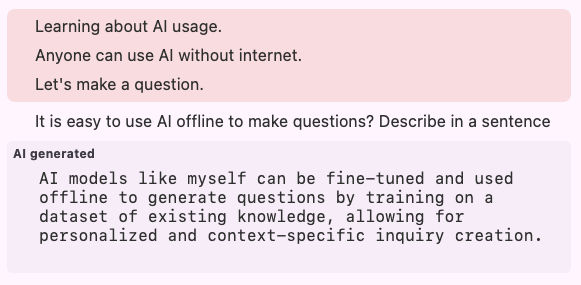 Learning about AI usage.
Anyone can use AI without internet.
Let's make a question.
It is easy to use AI offline to make questions? Describe in a sentence
AI generated
AI models like myself can be fine-tuned and used
offline to generate questions by training on a
dataset of existing knowledge, allowing for
personalized and context-specific inquiry creation.